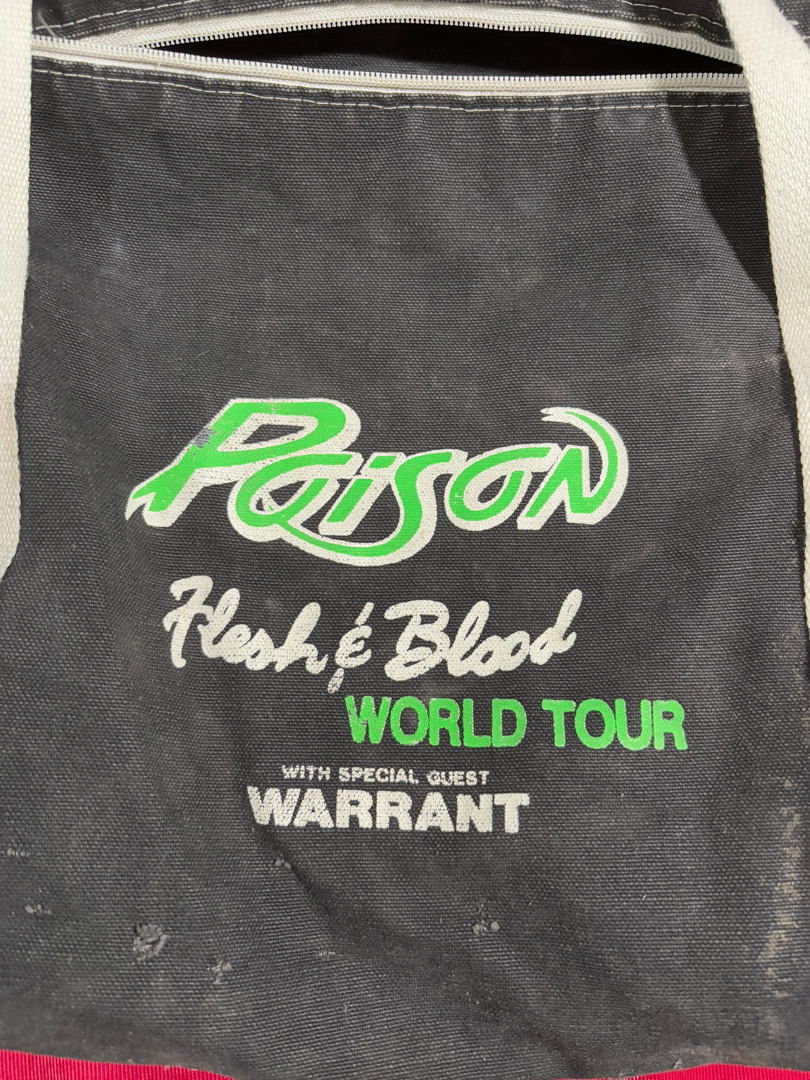 Poison
Flesh & Blood
WORLD TOUR
WITH SPECIAL GUEST
WARRANT